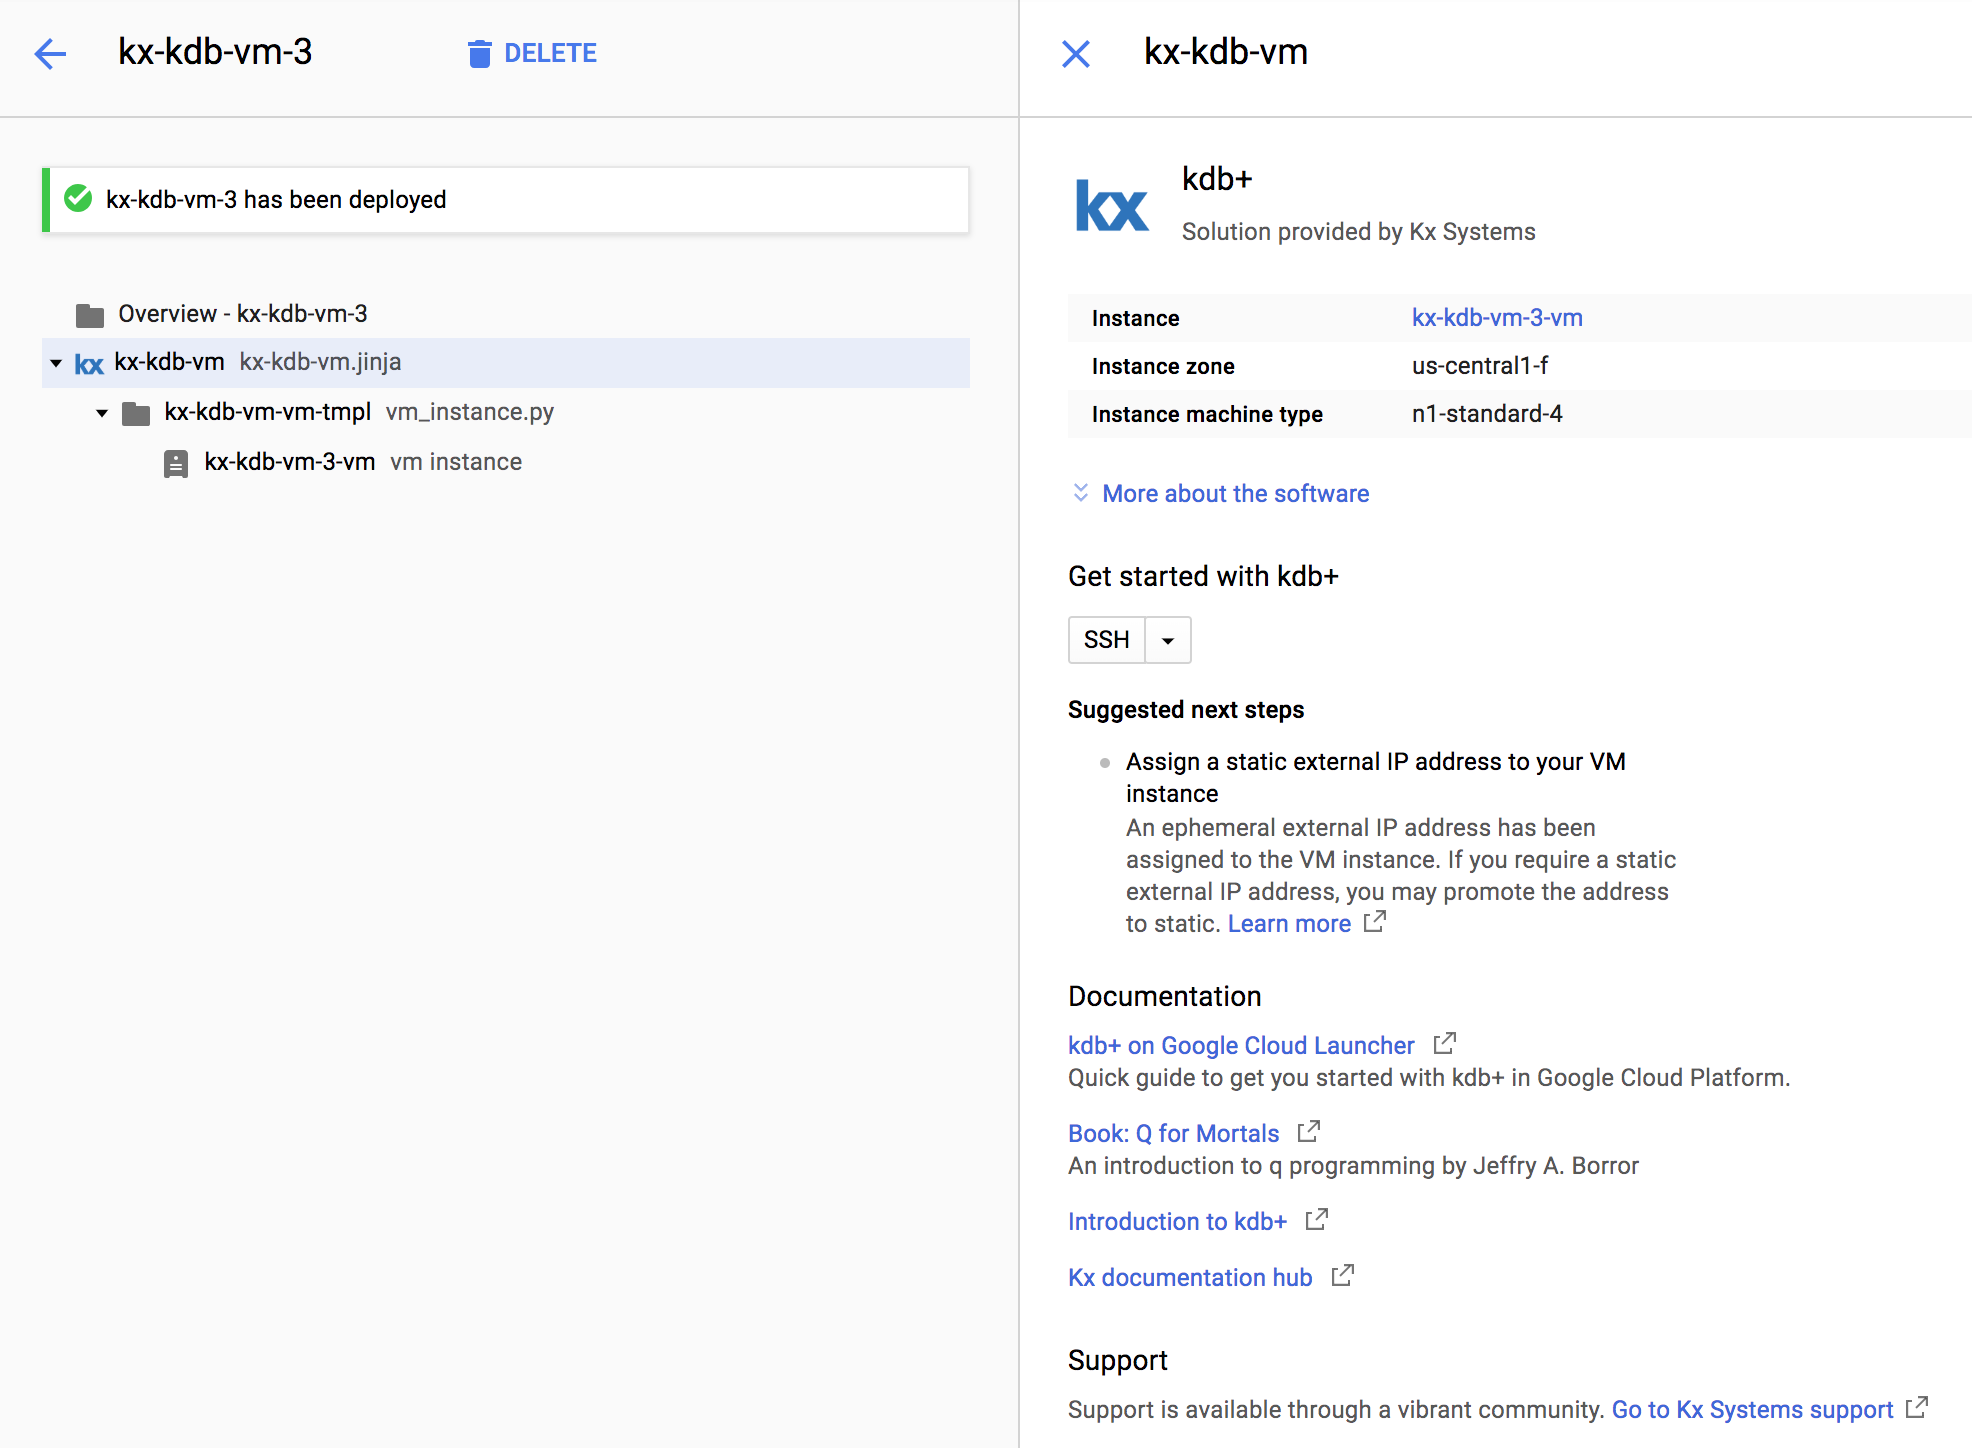 kx-kdb-vm-3
DELETE
kx-kdb-vm-3 has been deployed
Overview - kx-kdb-vm-3
kx kx-kdb-vm kx-kdb-vm.jinja
kx-kdb-vm-vm-tmpl vm_instance.py
kx-kdb-vm-3-vm vm instance
kx-kdb-vm
kx
kdb+
Solution provided by Kx Systems
Instance kx-kdb-vm-3-vm
Instance zone us-central1-f
Instance machine type n1-standard-4
More about the software
Get started with kdb+
SSH
Suggested next steps
Assign a static external IP address to your VM
instance
An ephemeral external IP address has been
assigned to the VM instance. If you require a static
external IP address, you may promote the address
to static. Learn more
Documentation
kdb+ on Google Cloud Launcher
Quick guide to get you started with kdb+ in Google Cloud Platform.
Book: Q for Mortals
An introduction to q programming by Jeffry A. Borror
Introduction to kdb+
Kx documentation hub
Support
Support is available through a vibrant community. Go to Kx Systems support